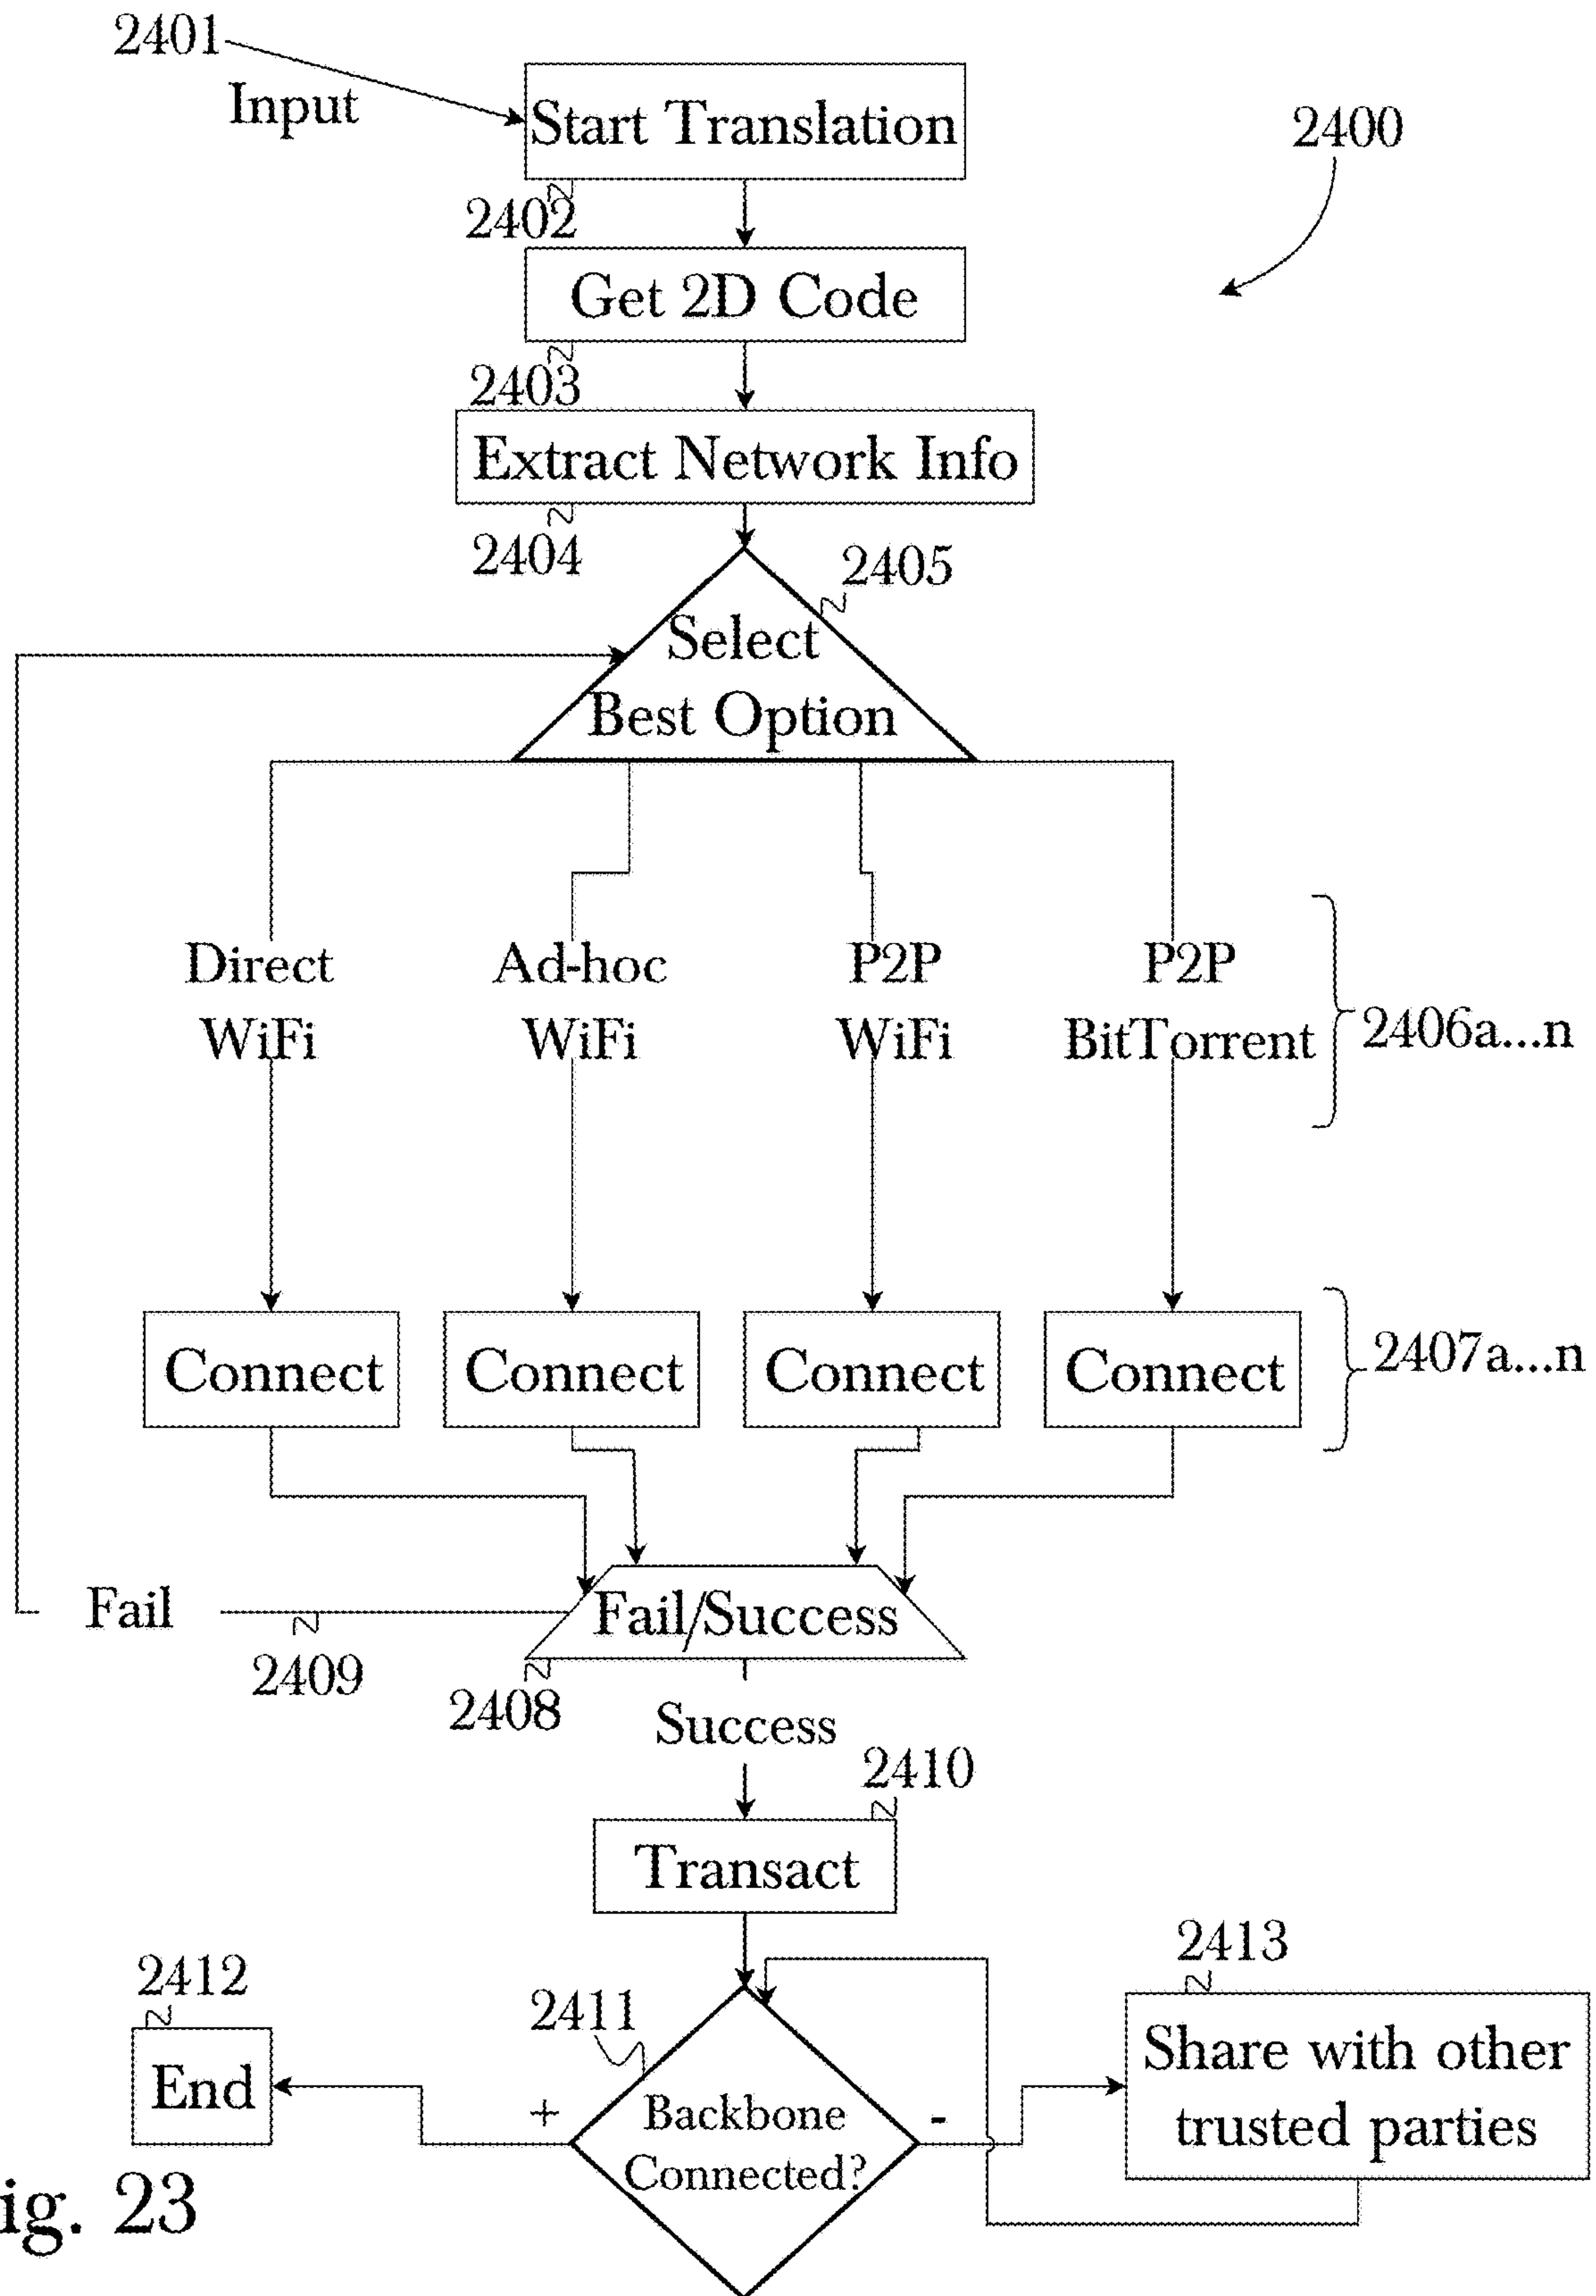 2401
Input
Start Translation
2400
2402
Get 2D Code
2403
Extract Network Info
2404
2405
Select
Best Option
Direct
WiFi
Ad-hoc
WiFi
P2P
WiFi
P2P
BitTorrent
2406a...n
Connect
Connect
Connect
Connect
2407a...n
Fail
Fail/Success
2409
2408
Success
2410
Transact
2412
2411
2413
End
+
Backbone
Connected?
-
Share with other
trusted parties
ig. 23